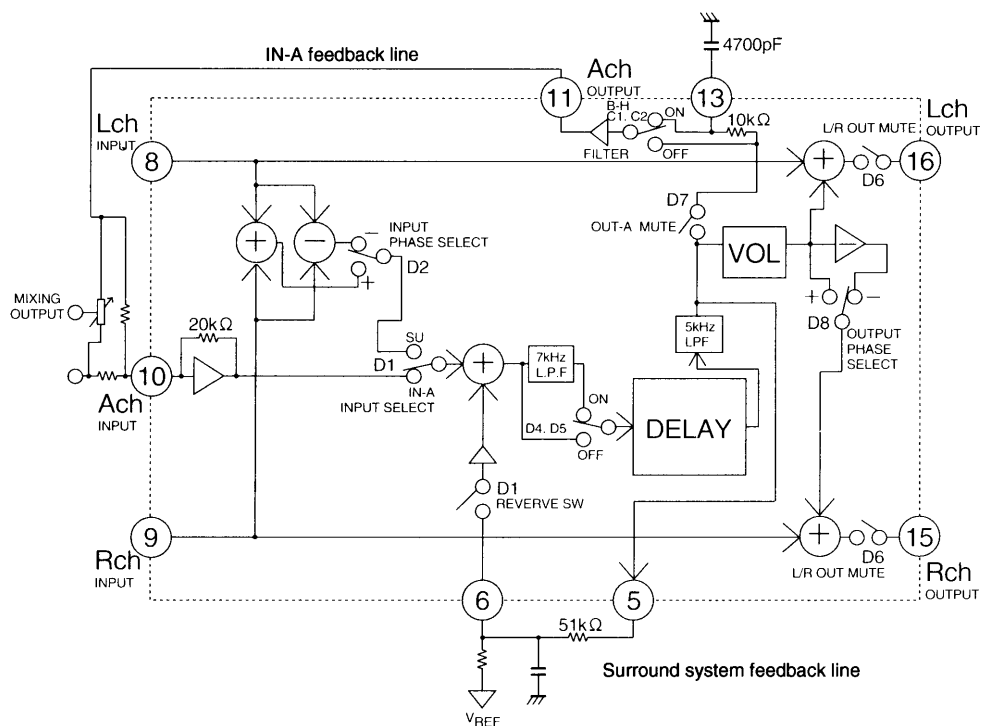 4700pF
IN-A feedback line
Ach
OUTPUT
11
13
B-H
C1. C2
ON
10kΩ
FILTER
OFF
Lch
INPUT
8
Lch
OUTPUT
L/R OUT MUTE
+
16
D6
D7
OUT-A MUTE
+
−
−
INPUT
PHASE SELECT
D2
+
VOL
−
+
−
D8
OUTPUT
PHASE
SELECT
MIXING
OUTPUT
20kΩ
10
Ach
INPUT
SU
D1
IN-A
INPUT SELECT
+
7kHz
L.P.F
5kHz
LPF
ON
D4. D5
OFF
DELAY
D1
REVERVE SW
9
Rch
INPUT
+
D6
L/R OUT MUTE
15
Rch
OUTPUT
6
5
51kΩ
Surround system feedback line
VREF